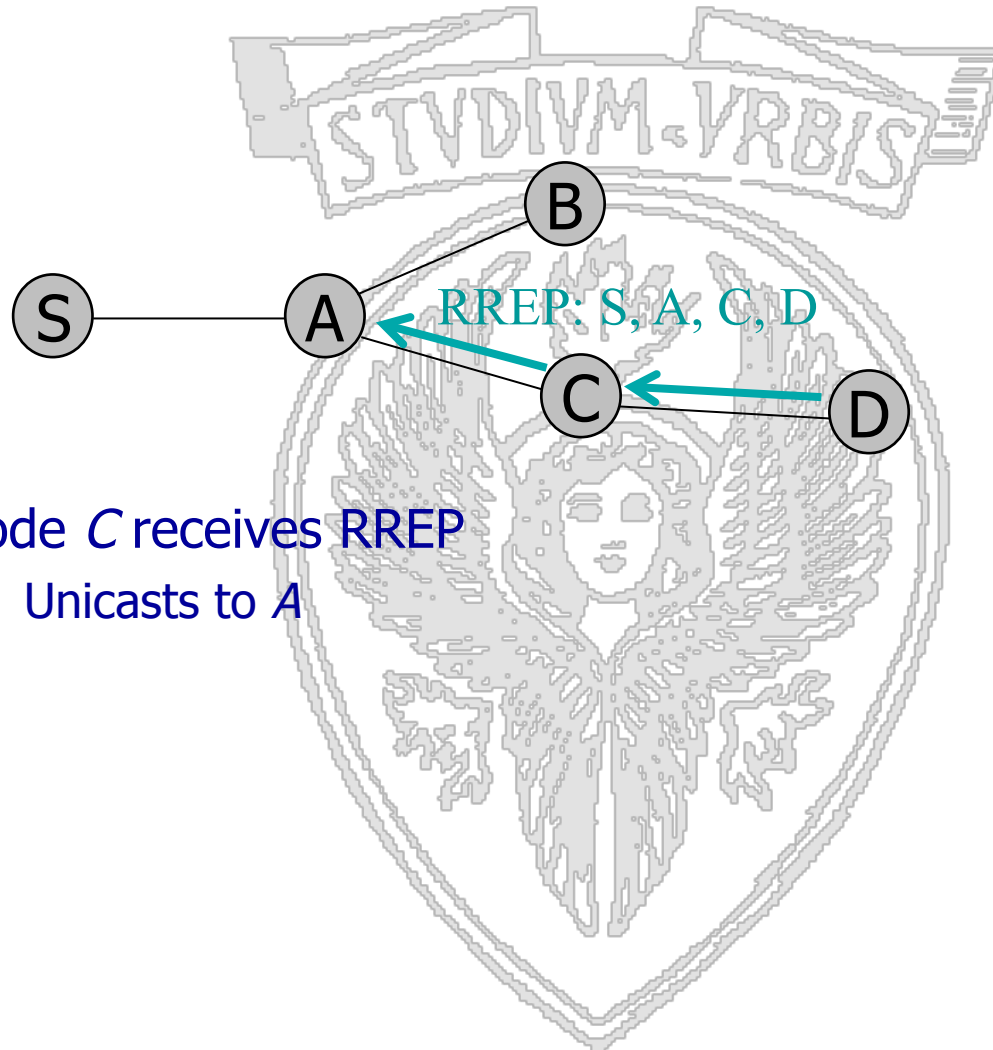 STVDIVM VRBIS
B
S
A
RREP: S, A, C, D
C
D
ode C receives RREP
Unicasts to A